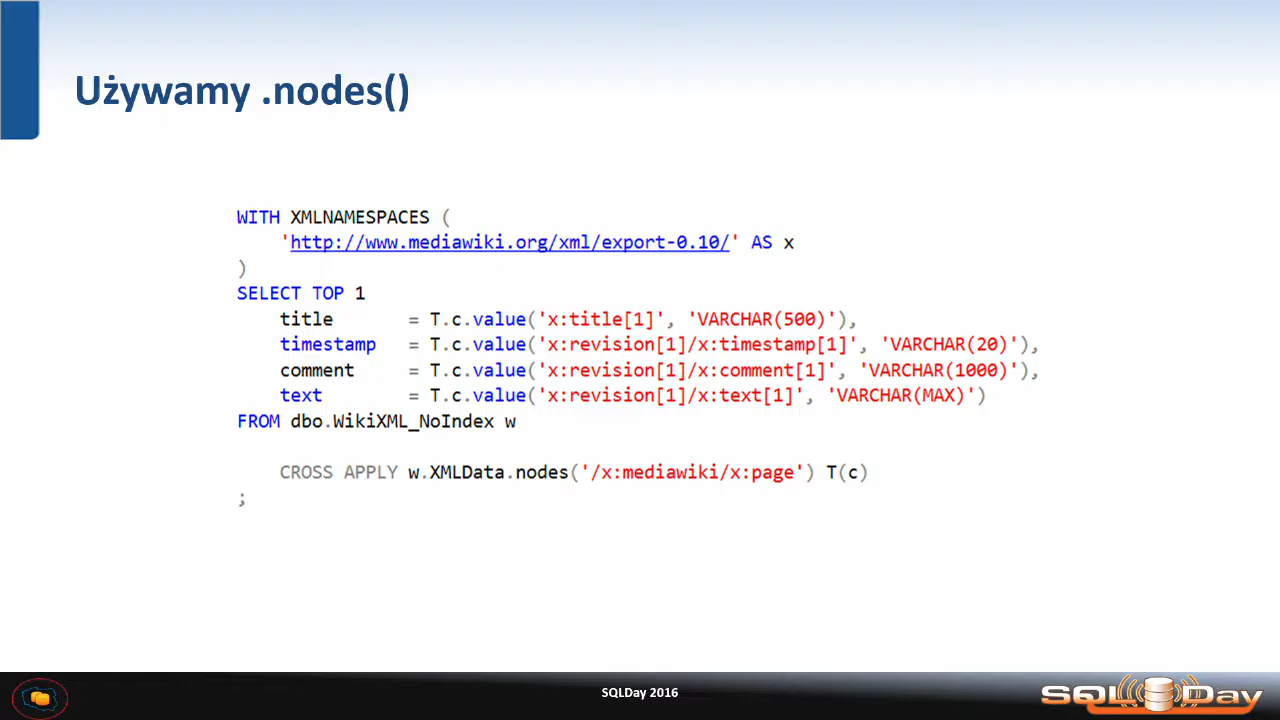 Używamy .nodes()
WITH XMLNAMESPACES (
'http://www.mediawiki.org/xml/export-0.10/' AS x
)
SELECT TOP 1
title = T.c.value('x:title[1]', 'VARCHAR(500)'),
timestamp = T.c.value('x:revision[1]/x:timestamp[1]', 'VARCHAR(20)'),
comment = T.c.value('x:revision[1]/x:comment[1]', 'VARCHAR(1000)'),
text = T.c.value('x:revision[1]/x:text[1]', 'VARCHAR(MAX)')
FROM dbo.WikiXML_NoIndex w
CROSS APPLY w.XMLData.nodes('/x:mediawiki/x:page') T(c)
;
SQLDay 2016
SQL Day